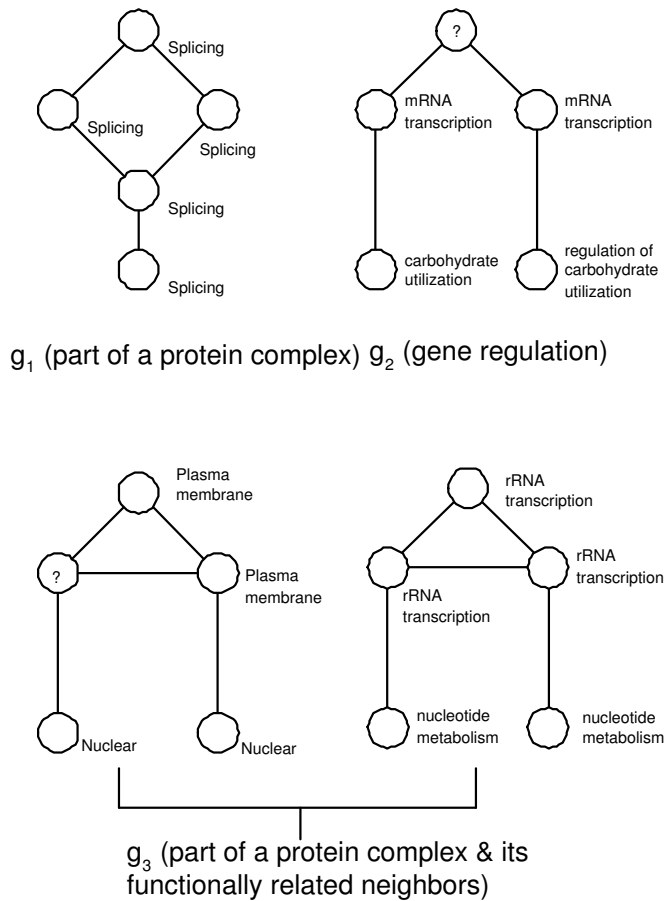 Splicing
Splicing
Splicing
Splicing
Splicing
?
mRNA
transcription
mRNA
transcription
carbohydrate
utilization
regulation of
carbohydrate
utilization
g1 (part of a protein complex)
g2 (gene regulation)
Plasma
membrane
?
Plasma
membrane
Nuclear
Nuclear
rRNA
transcription
rRNA
transcription
rRNA
transcription
nucleotide
metabolism
nucleotide
metabolism
g3 (part of a protein complex & its
functionally related neighbors)